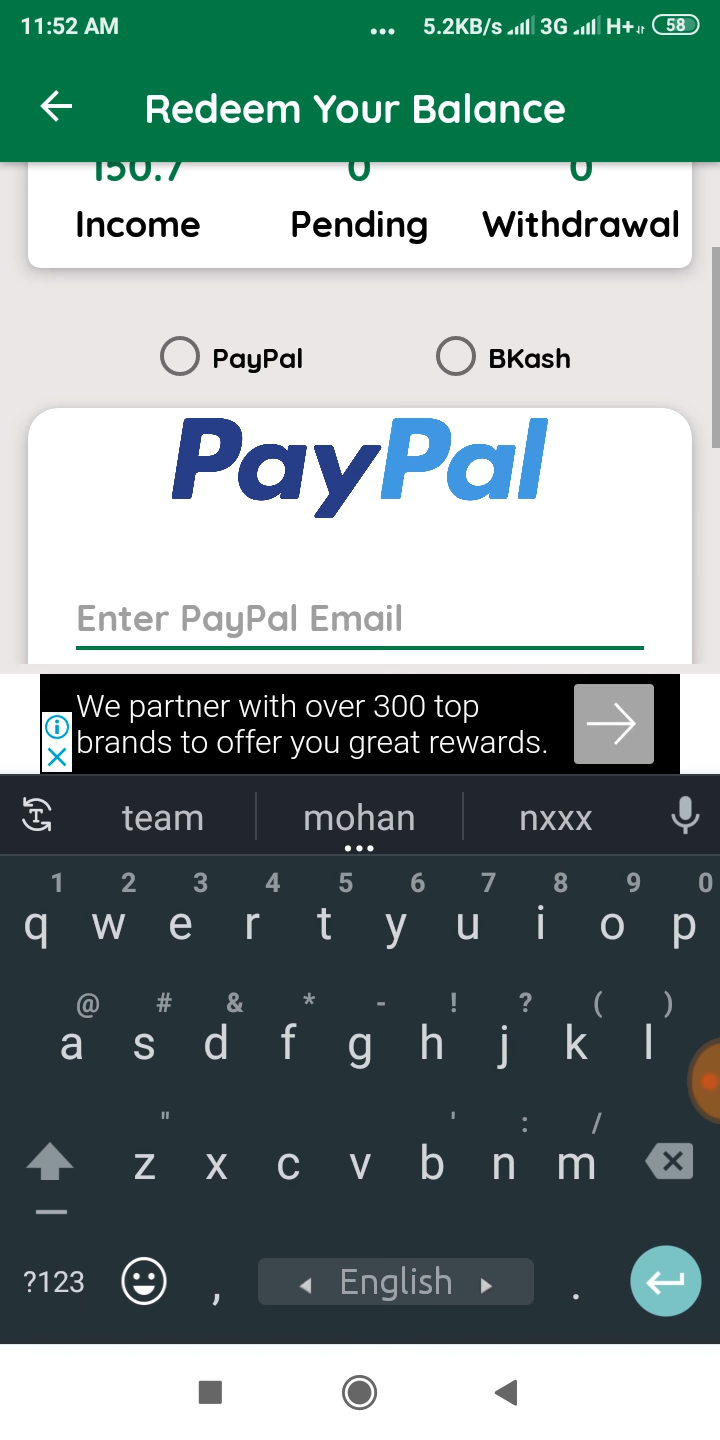 11:52 AM ... 5.2KB/s 3G H+ 58
Redeem Your Balance
150.7 0 0
Income Pending Withdrawal
PayPal BKash
PayPal
Enter PayPal Email
We partner with over 300 top
brands to offer you great rewards.
team mohan nxxx
1 2 3 4 5 6 7 8 9 0
q w e r t y u i o p
@ # & * - ! ? ( )
a s d f g h j k l
" ' : /
z x c v b n m
?123 , English .